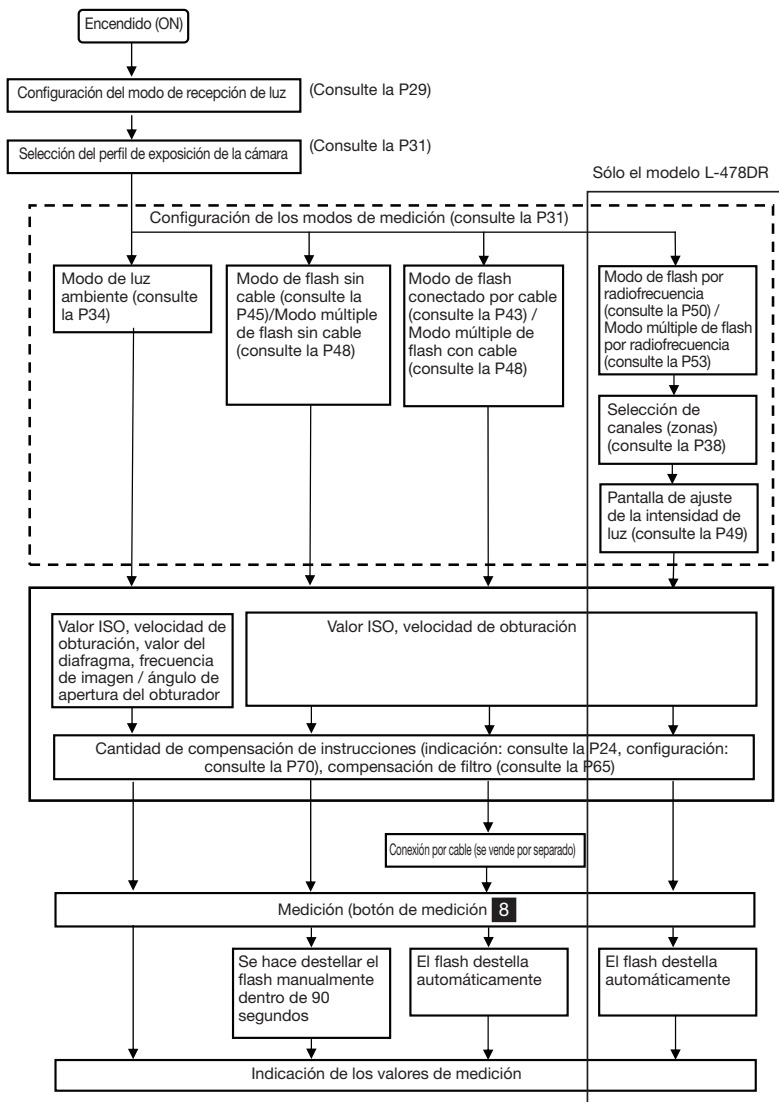 Encendido (ON)
Configuración del modo de recepción de luz
(Consulte la P29)
Selección del perfil de exposición de la cámara
(Consulte la P31)
Sólo el modelo L-478DR
Configuración de los modos de medición (consulte la P31)
Modo de luz
ambiente (consulte
la P34)
Modo de flash sin
cable (consulte la
P45)/Modo múltiple
de flash sin cable
(consulte la P48)
Modo de flash
conectado por cable
(consulte la P43) /
Modo múltiple de
flash con cable
(consulte la P48)
Modo de flash por
radiofrecuencia
(consulte la P50) /
Modo múltiple de flash
por radiofrecuencia
(consulte la P53)
Selección de
canales (zonas)
(consulte la P38)
Pantalla de ajuste
de la intensidad de
luz (consulte la P49)
Valor ISO, velocidad de
obturación, valor del
diafragma, frecuencia
de imagen / ángulo de
apertura del obturador
Valor ISO, velocidad de obturación
Cantidad de compensación de instrucciones (indicación: consulte la P24, configuración:
consulte la P70), compensación de filtro (consulte la P65)
Conexión por cable (se vende por separado)
Medición (botón de medición 8
Se hace destellar el
flash manualmente
dentro de 90
segundos
El flash destella
automáticamente
El flash destella
automáticamente
Indicación de los valores de medición